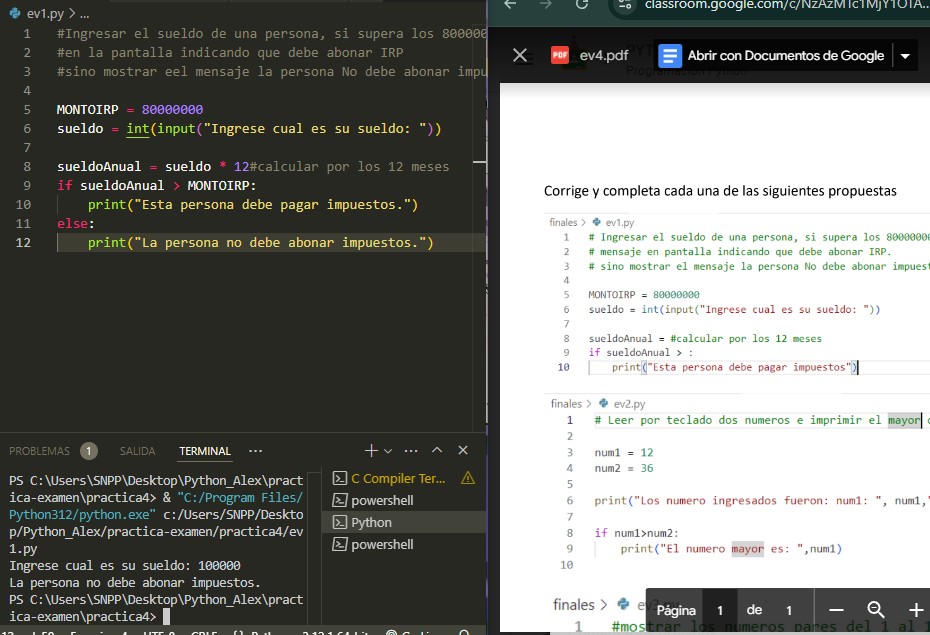 ev1.py > ...
1 #Ingresar el sueldo de una persona, si supera los 800000
2 #en la pantalla indicando que debe abonar IRP
3 #sino mostrar eel mensaje la persona No debe abonar impu
4
5 MONTOIRP = 80000000
6 sueldo = int(input("Ingrese cual es su sueldo: "))
7
8 sueldoAnual = sueldo * 12#calcular por los 12 meses
9 if sueldoAnual > MONTOIRP:
10 print("Esta persona debe pagar impuestos.")
11 else:
12 print("La persona no debe abonar impuestos.")
PROBLEMAS 1 SALIDA TERMINAL ...
PS C:\Users\SNPP\Desktop\Python_Alex\pract
ica-examen\practica4> & "C:/Program Files/
Python312/python.exe" c:/Users/SNPP/Deskto
p/Python_Alex/practica-examen/practica4/ev
1.py
Ingrese cual es su sueldo: 100000
La persona no debe abonar impuestos.
PS C:\Users\SNPP\Desktop\Python_Alex\pract
ica-examen\practica4>
C Compiler Ter...
powershell
Python
powershell
classroom.google.com/c/NzAzMTc1MjY1OTA...
PDF ev4.pdf
Abrir con Documentos de Google
Corrige y completa cada una de las siguientes propuestas
finales > ev1.py
1 # Ingresar el sueldo de una persona, si supera los 80000000
2 # mensaje en pantalla indicando que debe abonar IRP.
3 # sino mostrar el mensaje la persona No debe abonar impuest
4
5 MONTOIRP = 80000000
6 sueldo = int(input("Ingrese cual es su sueldo: "))
7
8 sueldoAnual = #calcular por los 12 meses
9 if sueldoAnual > :
10 print("Esta persona debe pagar impuestos")
finales > ev2.py
1 # Leer por teclado dos numeros e imprimir el mayor
2
3 num1 = 12
4 num2 = 36
5
6 print("Los numero ingresados fueron: num1: ", num1,"
7
8 if num1>num2:
9 print("El numero mayor es: ",num1)
10
finales >
Página 1 de 1
1 #mostrar los numeros pares del 1 al 1